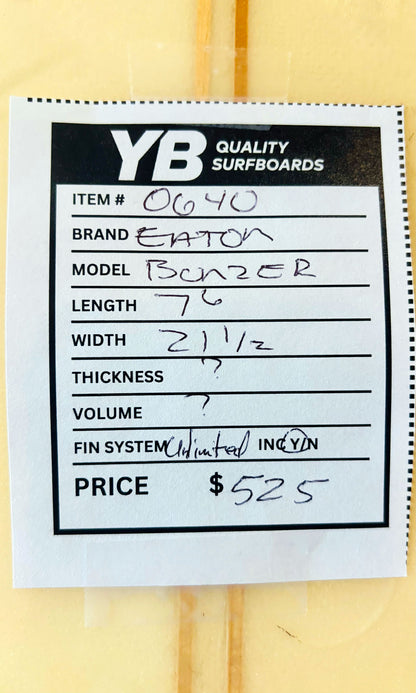 YB QUALITY SURFBOARDS
ITEM # 0640
BRAND EATON
MODEL BONZER
LENGTH 7 6
WIDTH 21 1/2
THICKNESS ?
VOLUME ?
FIN SYSTEM Unlimited INC Y/N
PRICE $525